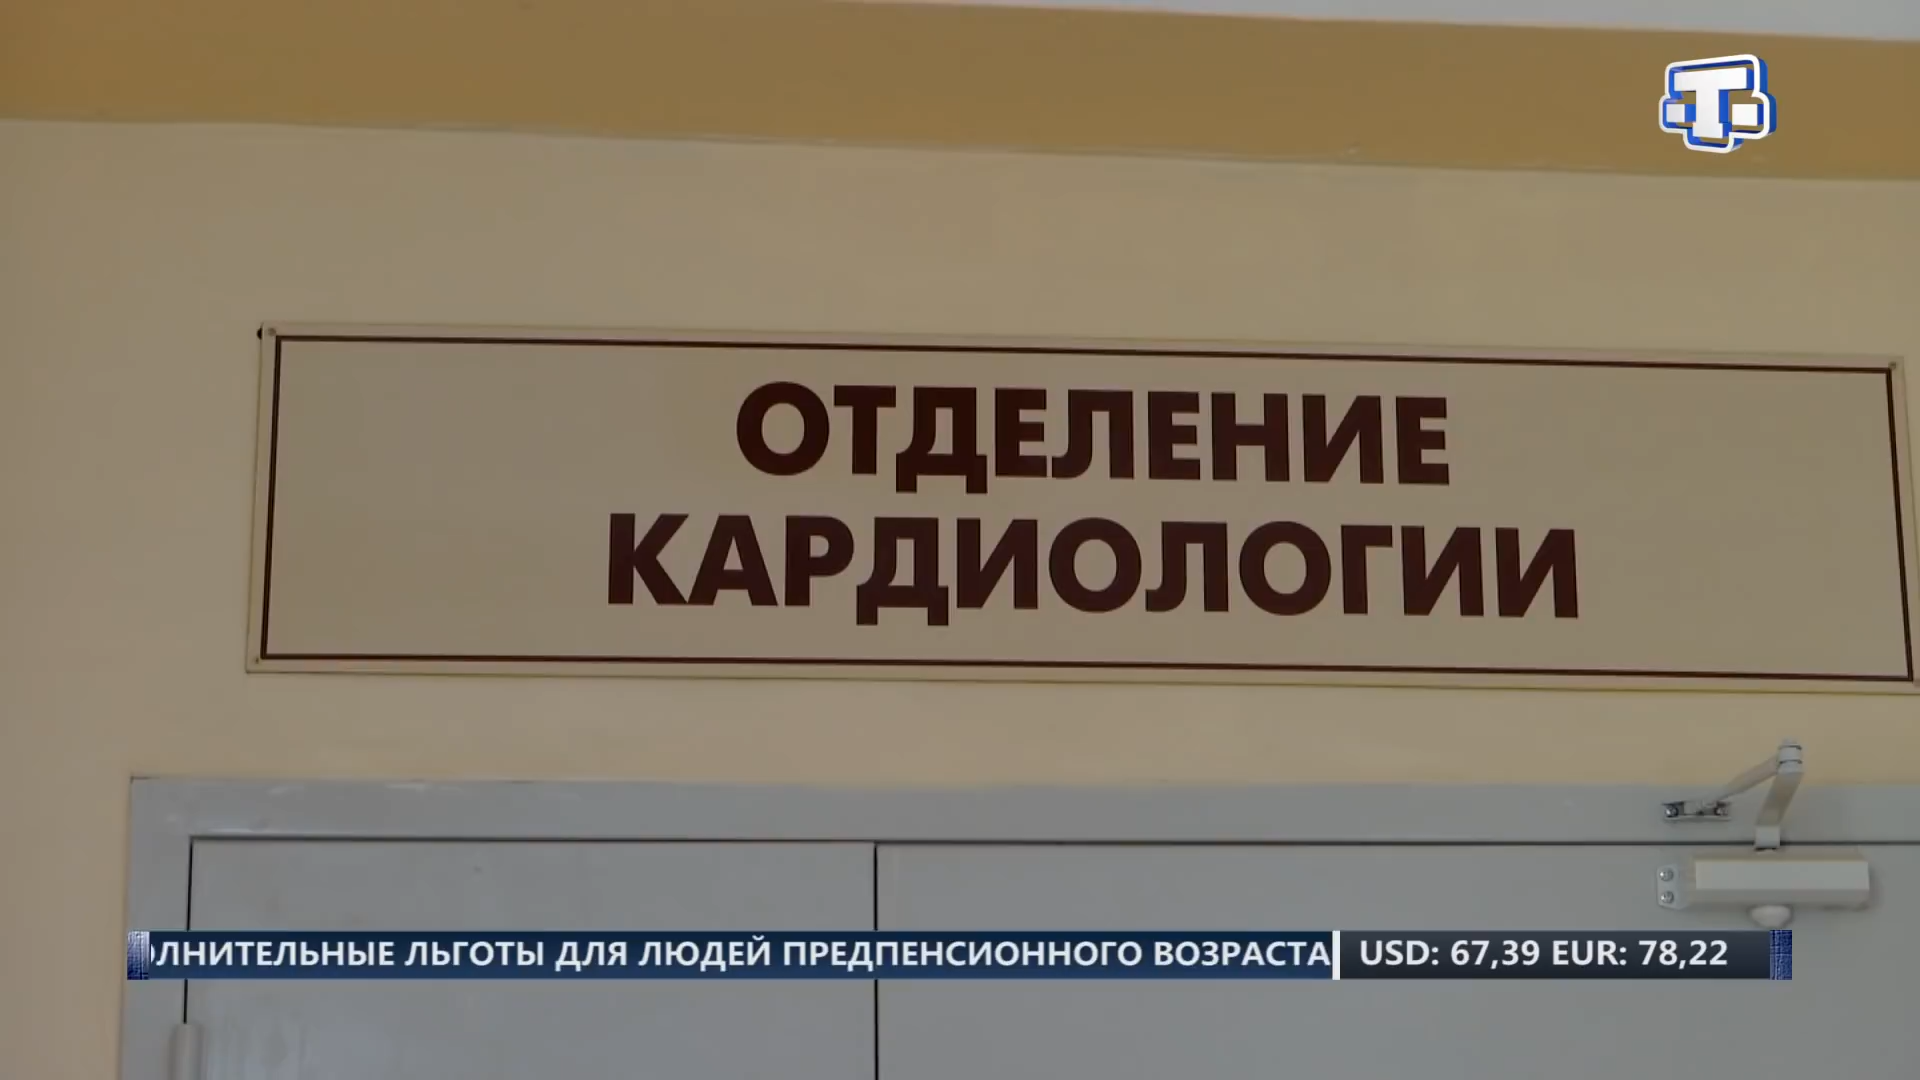 Т
ОТДЕЛЕНИЕ
КАРДИОЛОГИИ
ЛНИТЕЛЬНЫЕ ЛЬГОТЫ ДЛЯ ЛЮДЕЙ ПРЕДПЕНСИОННОГО ВОЗРАСТА USD: 67,39 EUR: 78,22